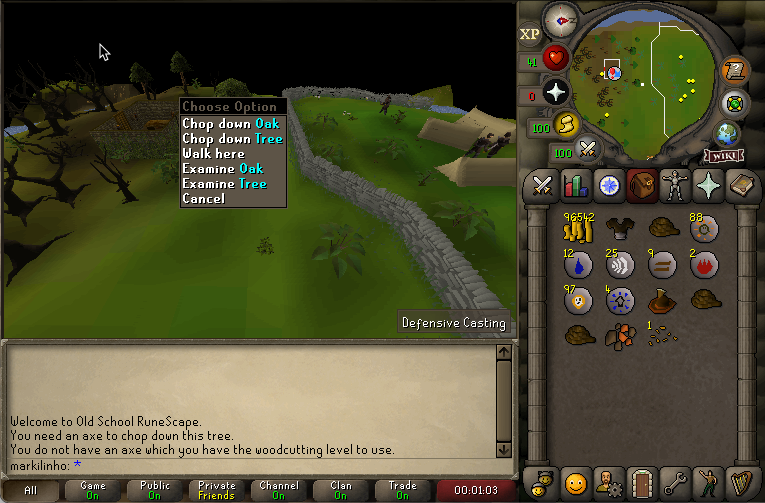 Choose Option
Chop down Oak
Chop down Tree
Walk here
Examine Oak
Examine Tree
Cancel
Defensive Casting
XP
41
0
100
100
WIKI
96542
88
12
25
9
2
97
4
1
Welcome to Old School RuneScape.
You need an axe to chop down this tree.
You do not have an axe which you have the woodcutting level to use.
markilinho: *
All
Game
On
Public
On
Private
Friends
Channel
On
Clan
On
Trade
On
00:01:03